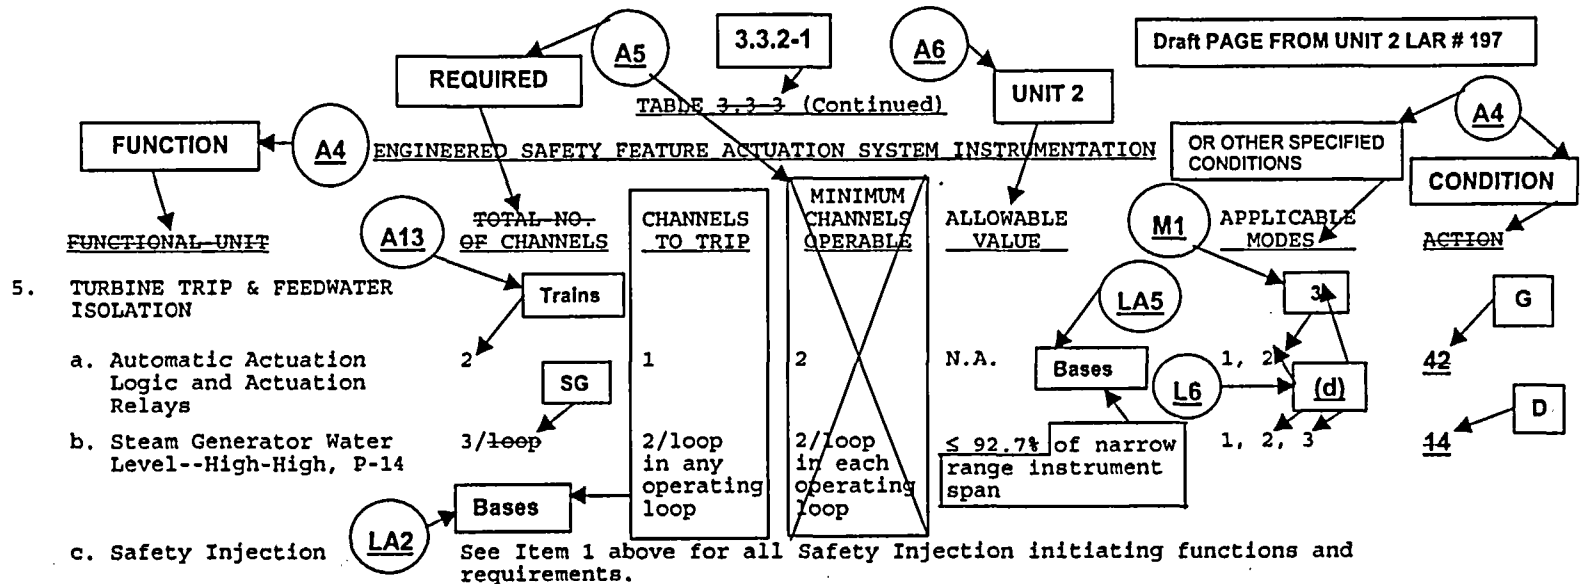 A5
3.3.2-1
A6
Draft PAGE FROM UNIT 2 LAR # 197
REQUIRED
UNIT 2
TABLE 3.3-3 (Continued)
A4
FUNCTION
A4
ENGINEERED SAFETY FEATURE ACTUATION SYSTEM INSTRUMENTATION
OR OTHER SPECIFIED
CONDITIONS
CONDITION
A13
M1
FUNCTIONAL UNIT
TOTAL NO.
OF CHANNELS
CHANNELS
TO TRIP
MINIMUM
CHANNELS
OPERABLE
ALLOWABLE
VALUE
APPLICABLE
MODES
ACTION
5. TURBINE TRIP & FEEDWATER
ISOLATION
Trains
LA5
3
G
a. Automatic Actuation
Logic and Actuation
Relays
2
1
2
N.A.
Bases
1, 2
42
SG
L6
(d)
D
b. Steam Generator Water
Level--High-High, P-14
3/loop
2/loop
in any
operating
loop
2/loop
in each
operating
loop
≤ 92.7% of narrow
range instrument
span
1, 2, 3
14
Bases
LA2
c. Safety Injection See Item 1 above for all Safety Injection initiating functions and
requirements.